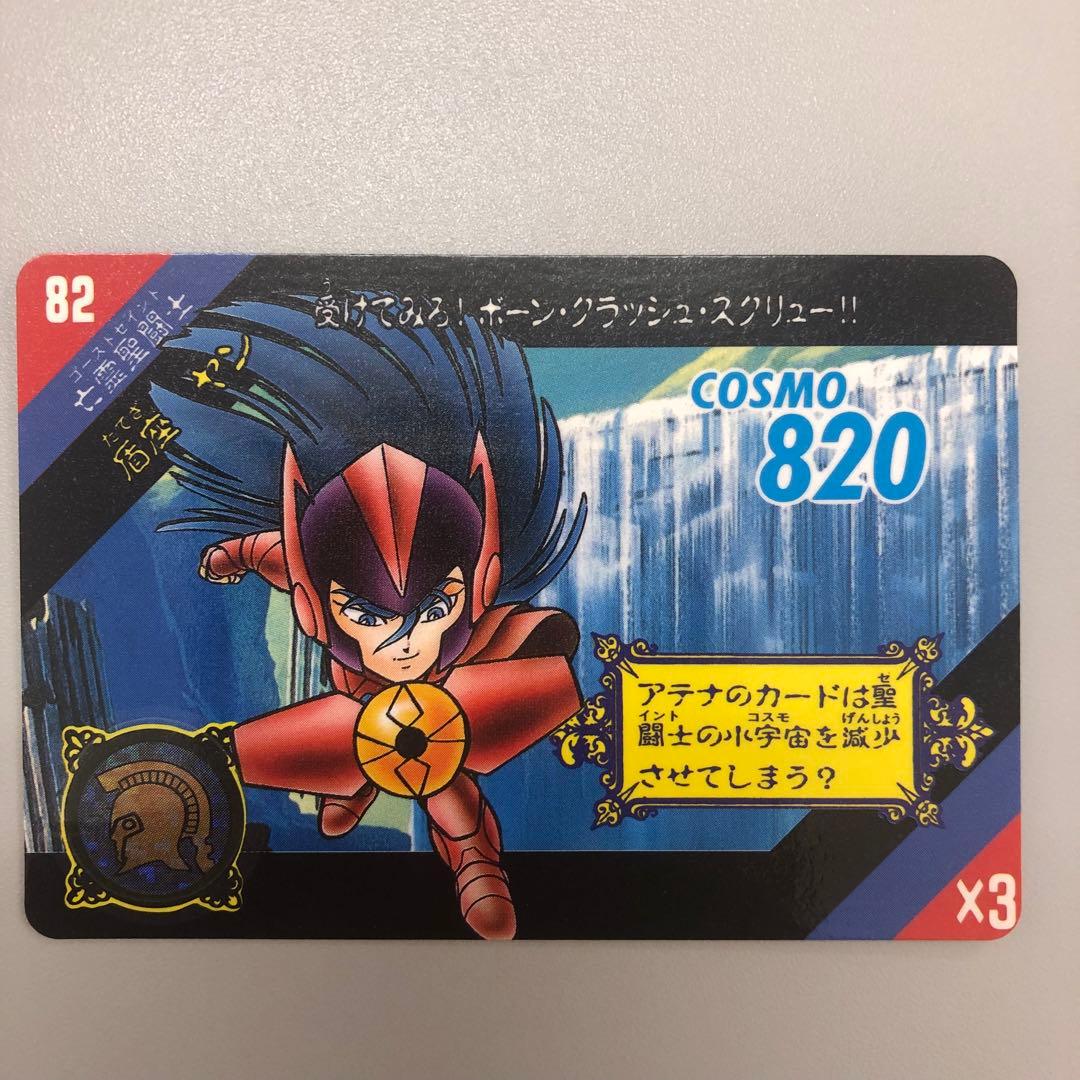 82
ゴーストセイント
亡霊聖闘士
たてざ
盾座
う
受けてみろ!ボーン・クラッシュ・スクリュー!!
COSMO
820
アテナのカードは聖
闘士の小宇宙を減少
させてしまう?
セ
イント
コスモ
げんしょう
×3